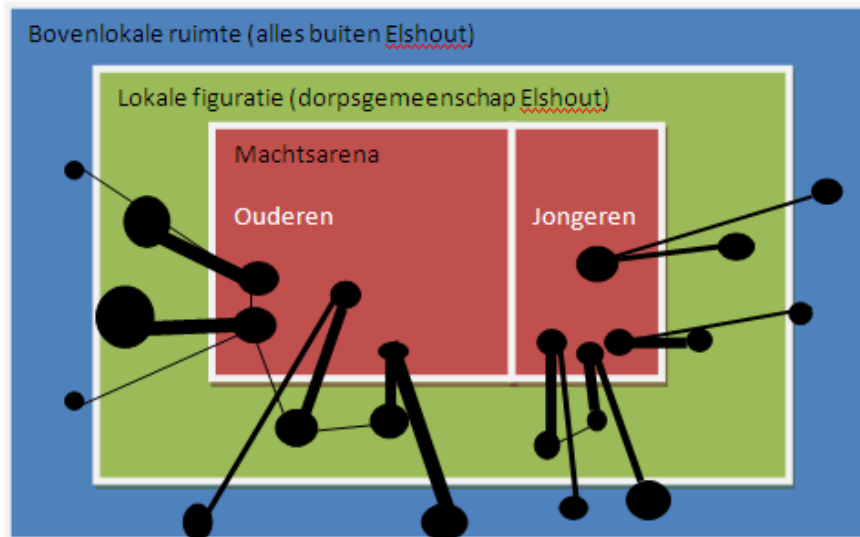 Bovenlokale ruimte (alles buiten Elshout)
Lokale figuratie (dorpsgemeenschap Elshout)
Machtsarena
Ouderen
Jongeren